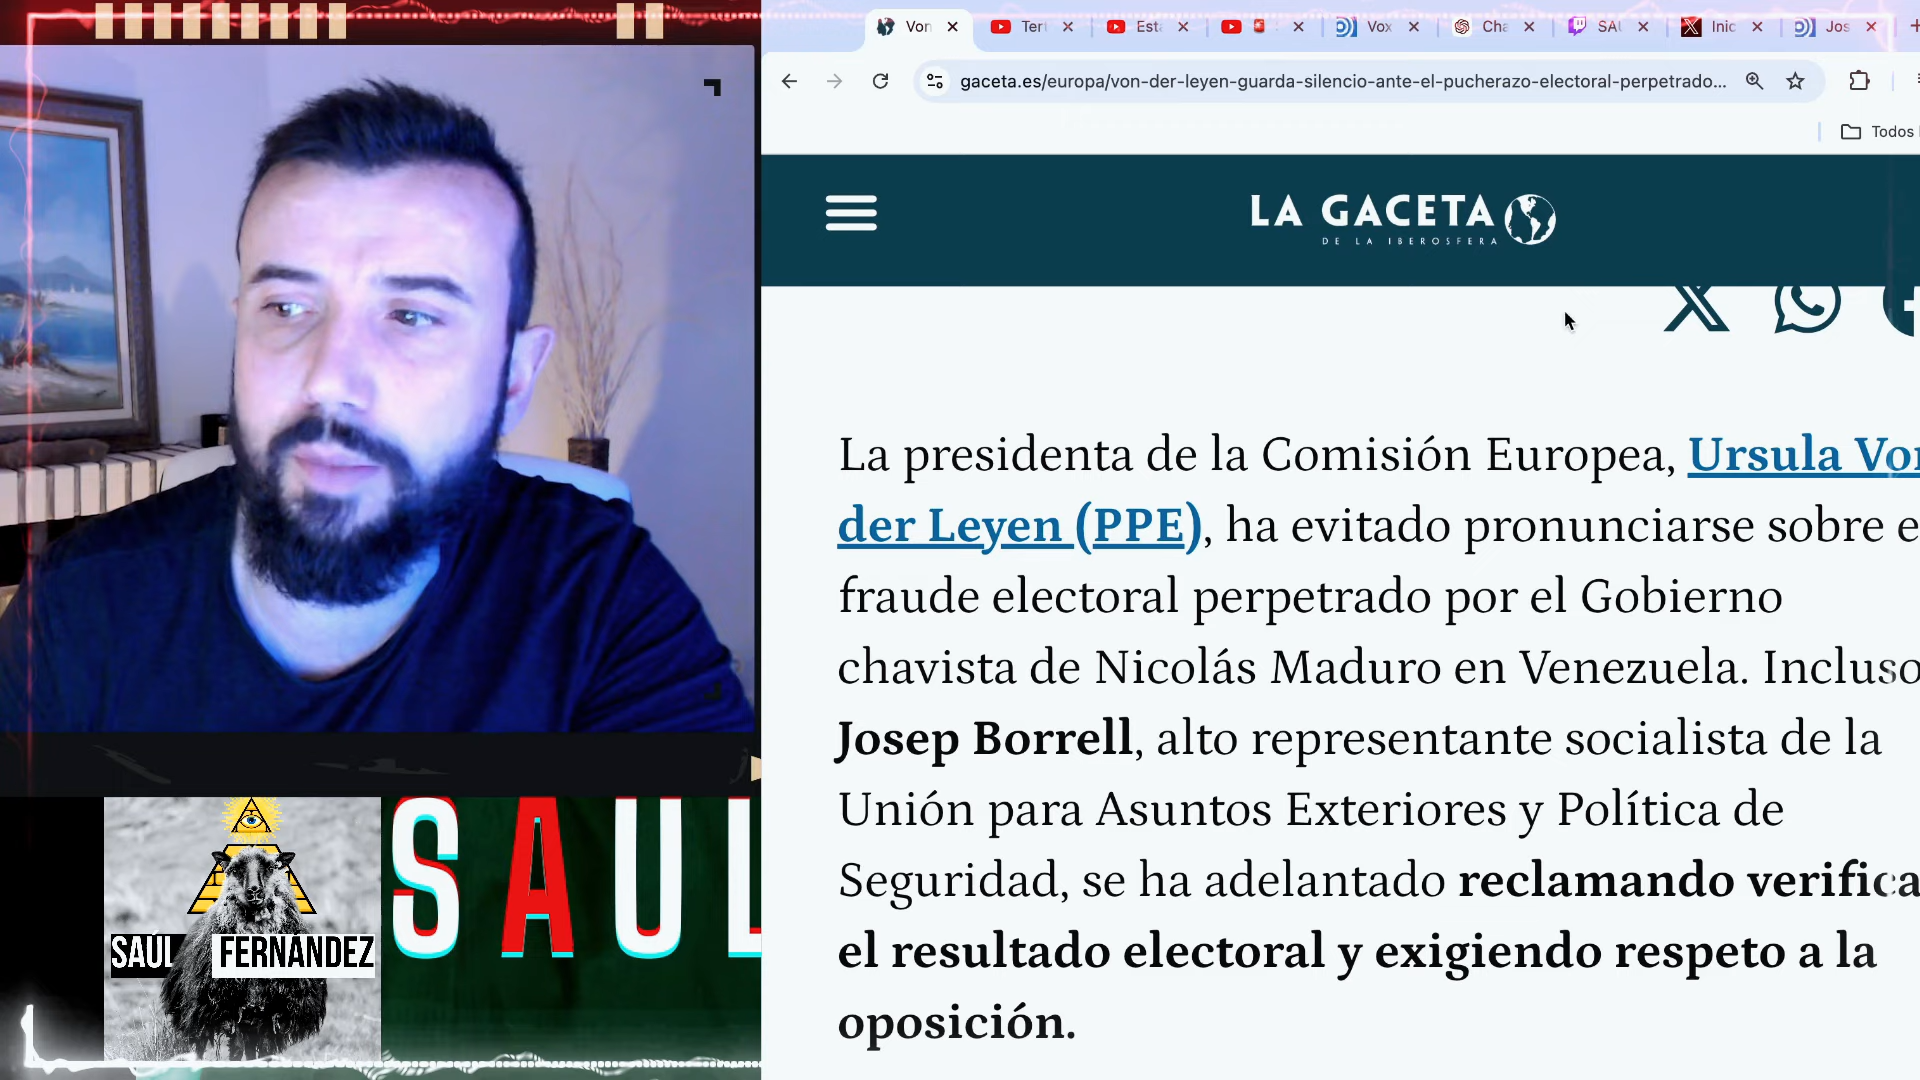 Von
Teri
Est
Vox
Cha
SAU
Inic
Jos
gaceta.es/europa/von-der-leyen-guarda-silencio-ante-el-pucherazo-electoral-perpetrado...
Todos
LA GACETA
DE LA IBEROSFERA
La presidenta de la Comisión Europea, Ursula Von
der Leyen (PPE), ha evitado pronunciarse sobre e
fraude electoral perpetrado por el Gobierno
chavista de Nicolás Maduro en Venezuela. Incluso
Josep Borrell, alto representante socialista de la
Unión para Asuntos Exteriores y Política de
Seguridad, se ha adelantado reclamando verifica
el resultado electoral y exigiendo respeto a la
oposición.
SAÚL FERNÁNDEZ
SAUL